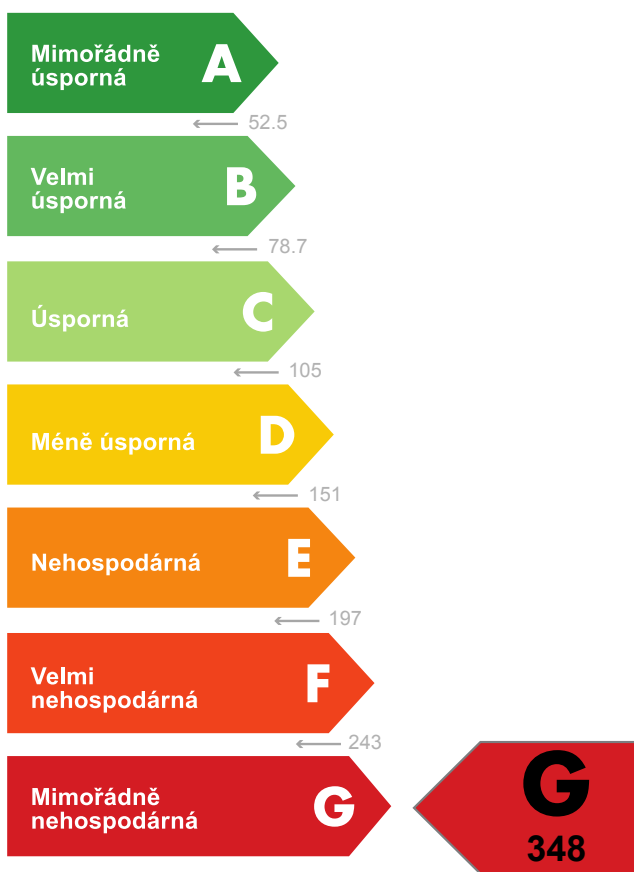 Mimořádně
úsporná
A
52.5
Velmi
úsporná
B
78.7
Úsporná
C
105
Méně úsporná
D
151
Nehospodárná
E
197
Velmi
nehospodárná
F
243
Mimořádně
nehospodárná
G
G
348